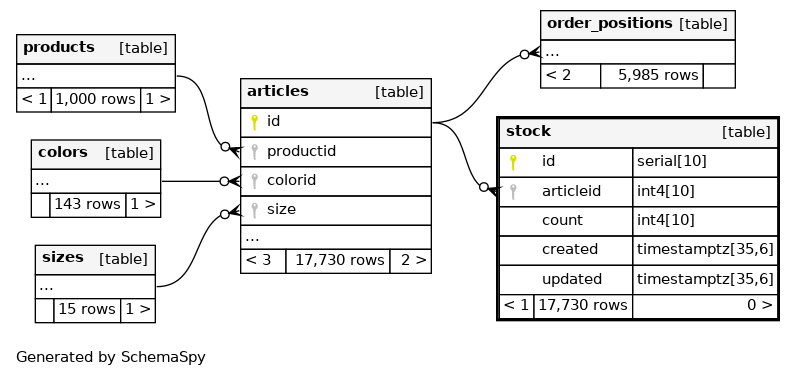 products [table]
...
< 1 1,000 rows 1 >
colors [table]
...
143 rows 1 >
sizes [table]
...
15 rows 1 >
articles [table]
id
productid
colorid
size
...
< 3 17,730 rows 2 >
order_positions [table]
...
< 2 5,985 rows
stock [table]
id serial[10]
articleid int4[10]
count int4[10]
created timestamptz[35,6]
updated timestamptz[35,6]
< 1 17,730 rows 0 >
Generated by SchemaSpy